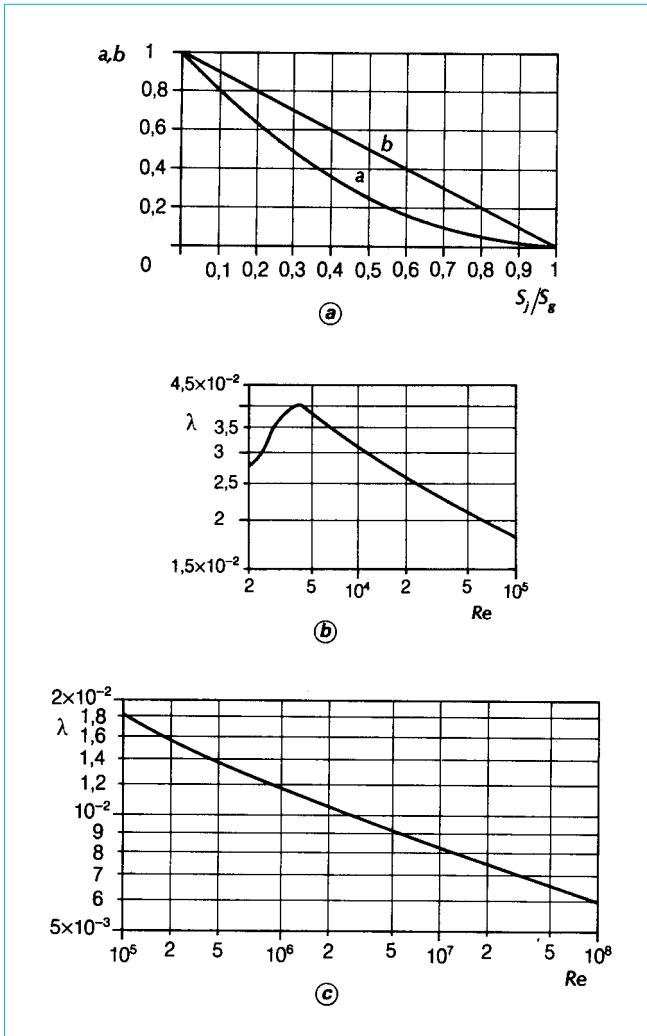 a,b
1
0,8
0,6
0,4
0,2
0
b
a
0,1 0,2 0,3 0,4 0,5 0,6 0,7 0,8 0,9 1
Sj/Sg
a
4,5×10⁻²
λ 3,5
3
2,5
2
1,5×10⁻²
2 5 10⁴ 2 5 10⁵
Re
b
2×10⁻²
λ 1,8
1,6
1,4
1,2
10⁻²
9
8
7
6
5×10⁻³
10⁵ 2 5 10⁶ 2 5 10⁷ 2 5 10⁸
Re
c